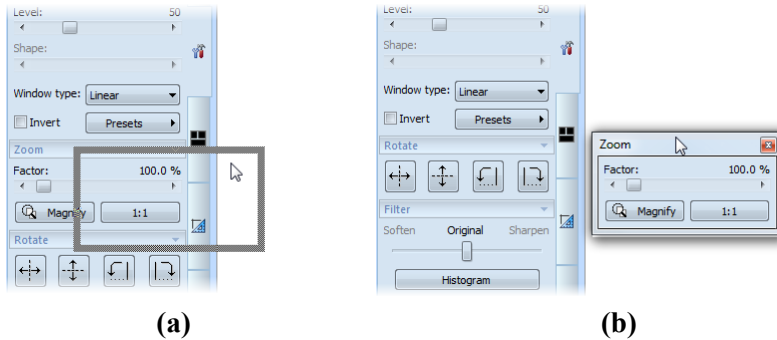 Level: 50
Shape:
Window type: Linear
Invert Presets
Zoom
Factor: 100.0 %
Magnify 1:1
Rotate
(a)
Level: 50
Shape:
Window type: Linear
Invert Presets
Rotate
Filter
Soften Original Sharpen
Histogram
Zoom
Factor: 100.0 %
Magnify 1:1
(b)